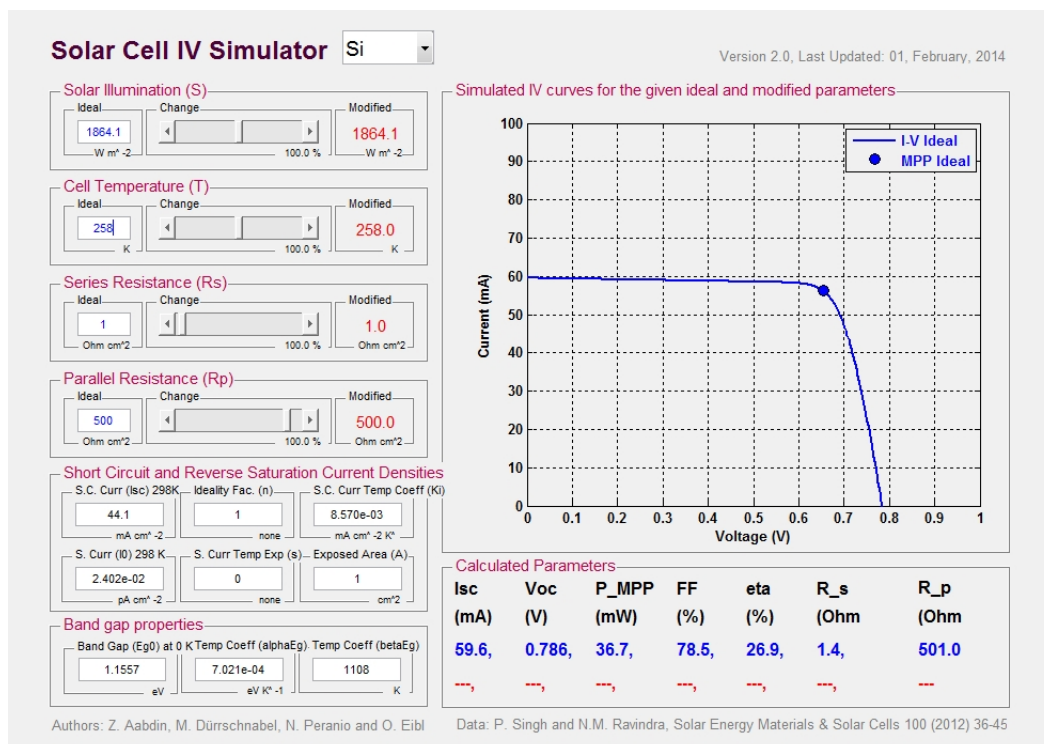 Solar Cell IV Simulator Si
Version 2.0, Last Updated: 01, February, 2014
Solar Illumination (S)
Ideal Change Modified
1864.1 1864.1
W m^ -2 100.0 % W m^ -2
Cell Temperature (T)
Ideal Change Modified
258 258.0
K 100.0 % K
Series Resistance (Rs)
Ideal Change Modified
1 1.0
Ohm cm^2 100.0 % Ohm cm^2
Parallel Resistance (Rp)
Ideal Change Modified
500 500.0
Ohm cm^2 100.0 % Ohm cm^2
Short Circuit and Reverse Saturation Current Densities
S.C. Curr (Isc) 298K Ideality Fac. (n) S.C. Curr Temp Coeff (Ki)
44.1 1 8.570e-03
mA cm^ -2 none mA cm^ -2 K^
S. Curr (I0) 298 K S. Curr Temp Exp (s) Exposed Area (A)
2.402e-02 0 1
pA cm^ -2 none cm^2
Band gap properties
Band Gap (Eg0) at 0 K Temp Coeff (alphaEg) Temp Coeff (betaEg)
1.1557 7.021e-04 1108
eV eV K^ -1 K
Authors: Z. Aabdin, M. Dürrschnabel, N. Peranio and O. Eibl
Simulated IV curves for the given ideal and modified parameters
I-V Ideal
MPP Ideal
100
90
80
70
60
50
40
30
20
10
0
Current (mA)
0 0.1 0.2 0.3 0.4 0.5 0.6 0.7 0.8 0.9 1
Voltage (V)
Calculated Parameters
Isc Voc P_MPP FF eta R_s R_p
(mA) (V) (mW) (%) (%) (Ohm (Ohm
59.6, 0.786, 36.7, 78.5, 26.9, 1.4, 501.0
---, ---, ---, ---, ---, ---, ---
Data: P. Singh and N.M. Ravindra, Solar Energy Materials & Solar Cells 100 (2012) 36-45